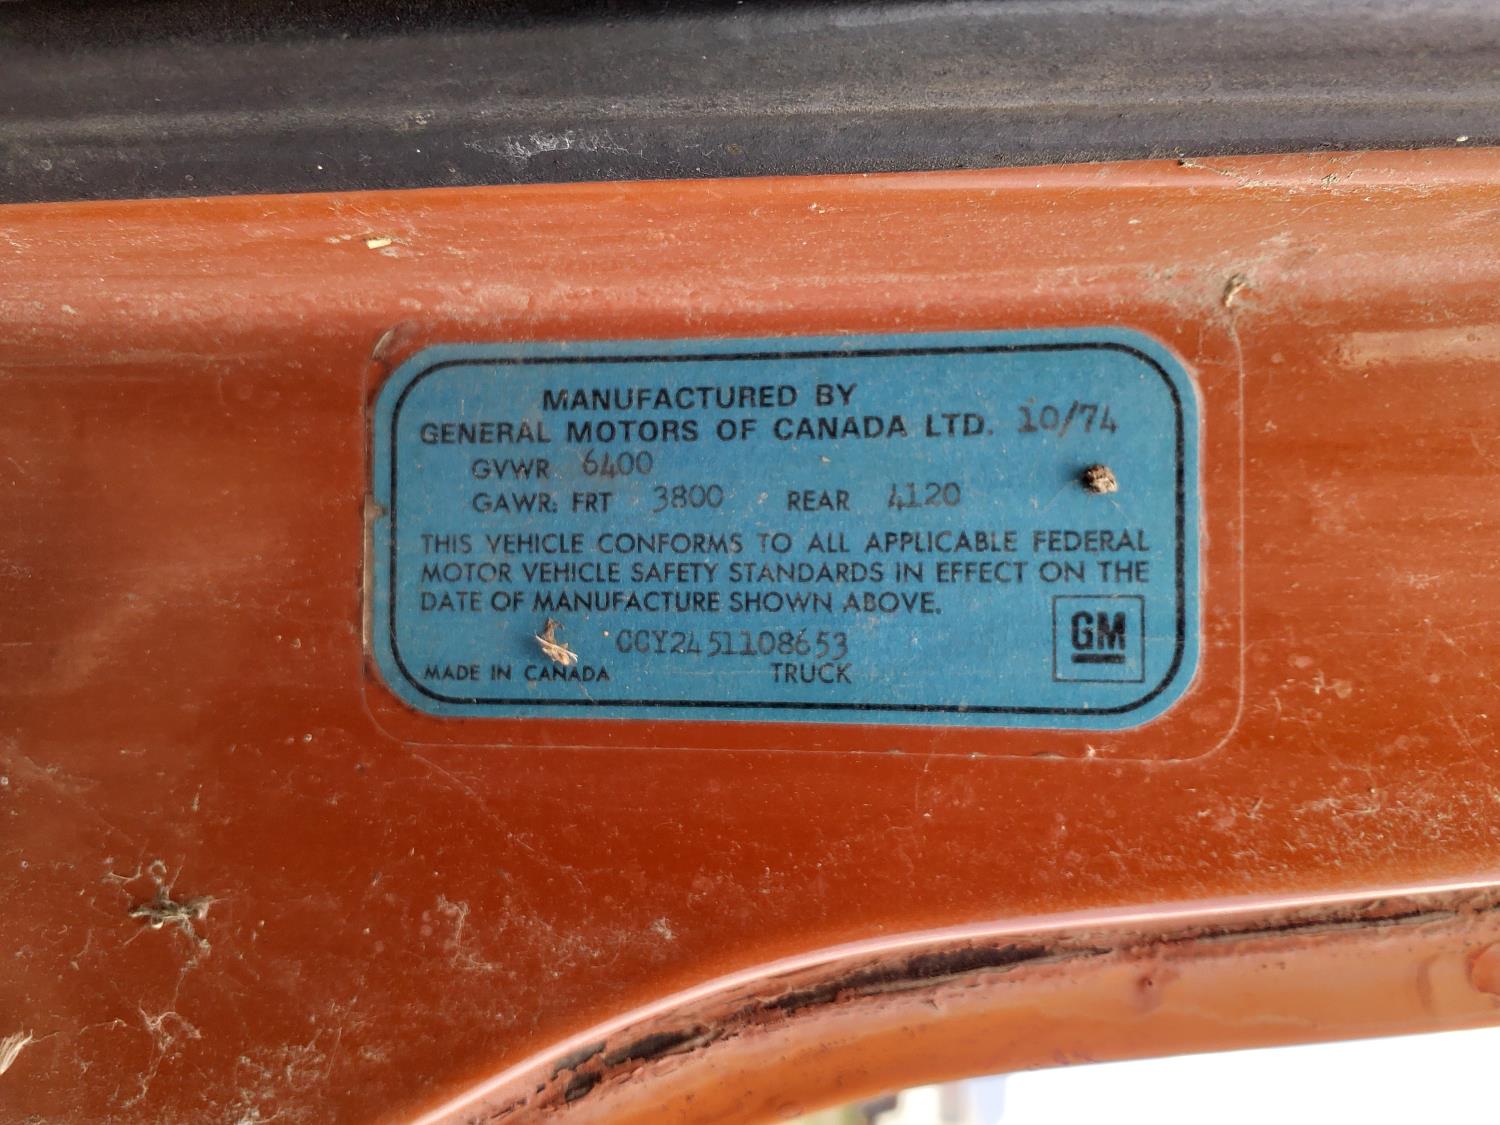 MANUFACTURED BY
GENERAL MOTORS OF CANADA LTD. 10/74
GVWR 6400
GAWR: FRT 3800 REAR 4120
THIS VEHICLE CONFORMS TO ALL APPLICABLE FEDERAL
MOTOR VEHICLE SAFETY STANDARDS IN EFFECT ON THE
DATE OF MANUFACTURE SHOWN ABOVE.
CCY2451108653
MADE IN CANADA TRUCK
GM